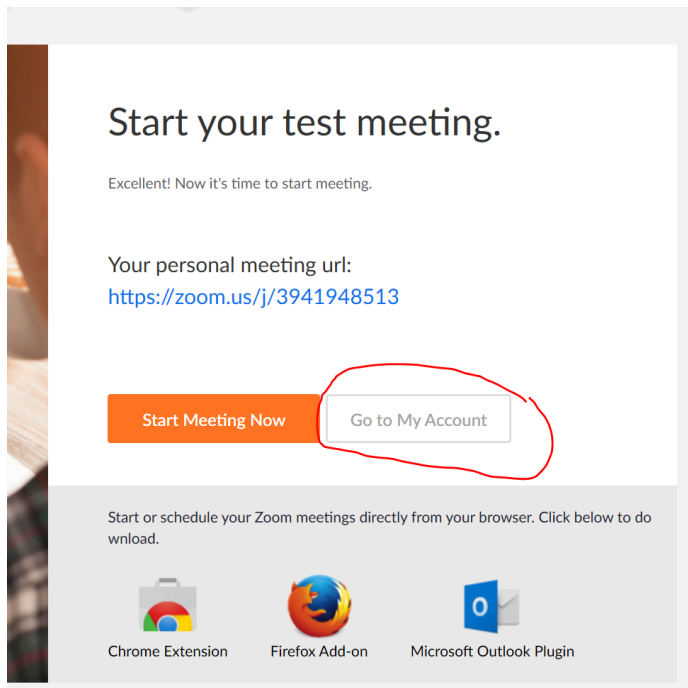 Start your test meeting.
Excellent! Now it's time to start meeting.
Your personal meeting url:
https://zoom.us/j/3941948513
Start Meeting Now
Go to My Account
Start or schedule your Zoom meetings directly from your browser. Click below to do
wnload.
Chrome Extension
Firefox Add-on
Microsoft Outlook Plugin